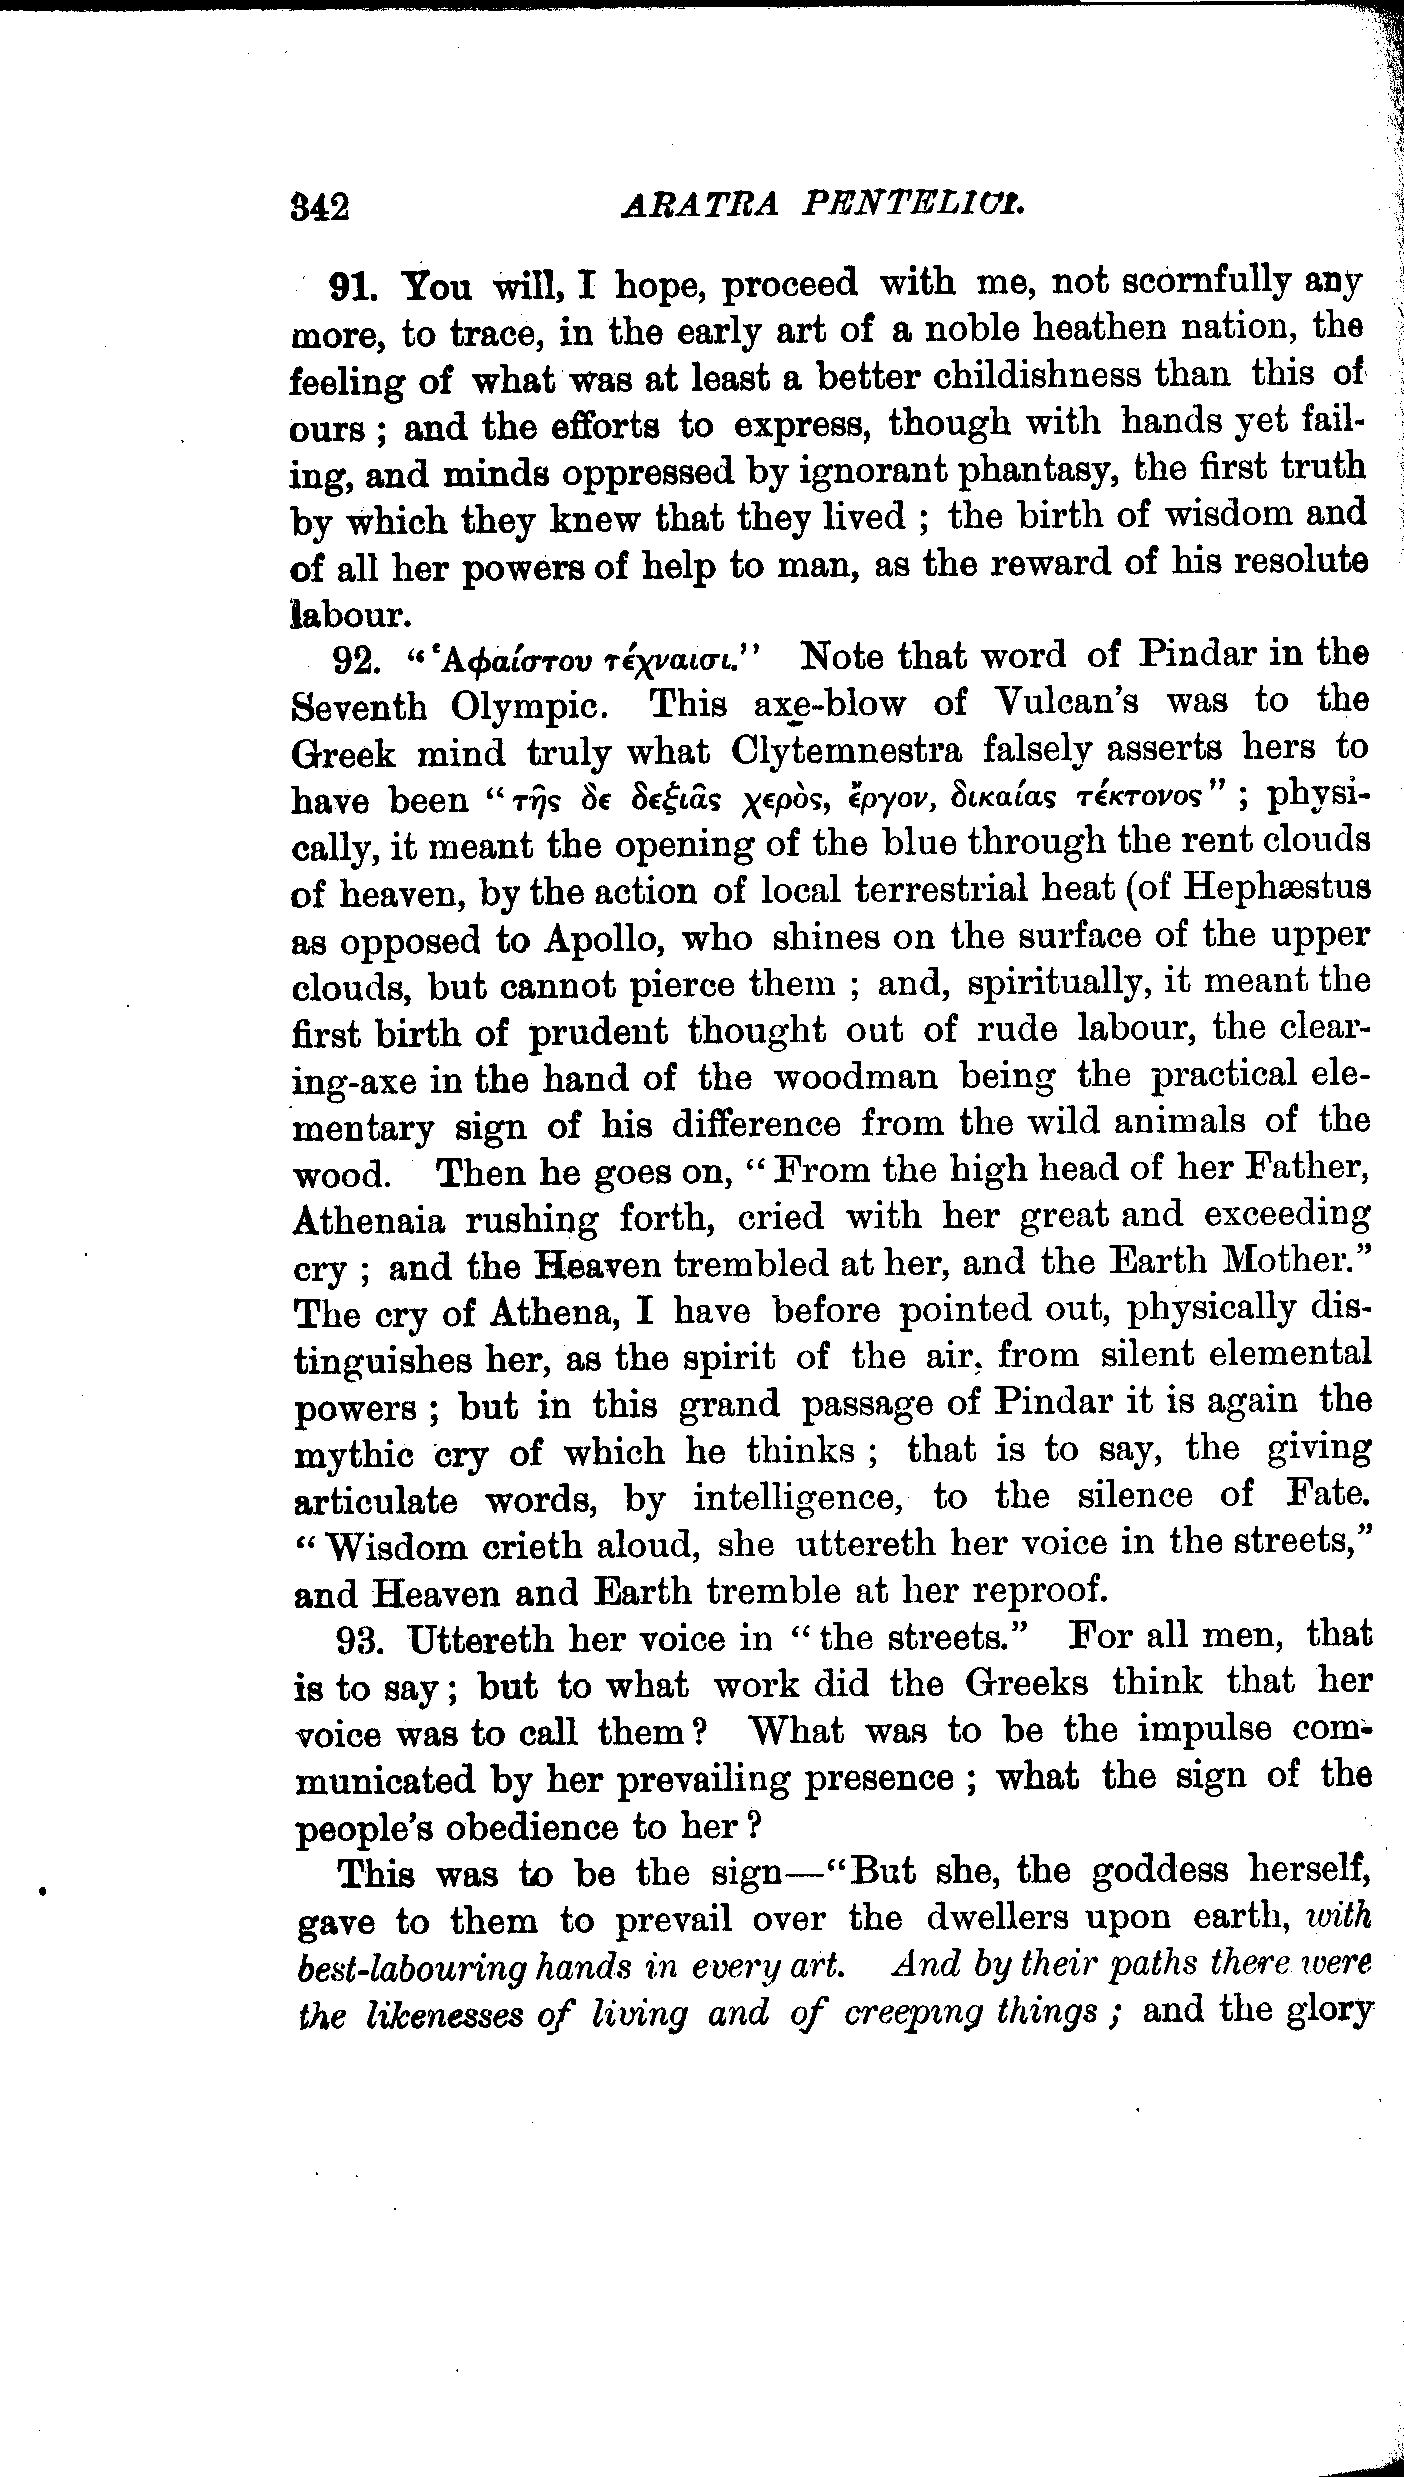 342 ARATRA PENTELICI.
91. You will, I hope, proceed with me, not scornfully any
more, to trace, in the early art of a noble heathen nation, the
feeling of what was at least a better childishness than this of
ours ; and the efforts to express, though with hands yet fail-
ing, and minds oppressed by ignorant phantasy, the first truth
by which they knew that they lived ; the birth of wisdom and
of all her powers of help to man, as the reward of his resolute
labour.
92. “ʽΑφαίστου τέχναισι.” Note that word of Pindar in the
Seventh Olympic. This axe-blow of Vulcan's was to the
Greek mind truly what Clytemnestra falsely asserts hers to
have been “τῆς δε δεξιᾶς χερὸς, ἔργον, δικαίας τέκτονος” ; physi-
cally, it meant the opening of the blue through the rent clouds
of heaven, by the action of local terrestrial heat (of Hephæstus
as opposed to Apollo, who shines on the surface of the upper
clouds, but cannot pierce them ; and, spiritually, it meant the
first birth of prudent thought out of rude labour, the clear-
ing-axe in the hand of the woodman being the practical ele-
mentary sign of his difference from the wild animals of the
wood. Then he goes on, “ From the high head of her Father,
Athenaia rushing forth, cried with her great and exceeding
cry ; and the Heaven trembled at her, and the Earth Mother.”
The cry of Athena, I have before pointed out, physically dis-
tinguishes her, as the spirit of the air, from silent elemental
powers ; but in this grand passage of Pindar it is again the
mythic cry of which he thinks ; that is to say, the giving
articulate words, by intelligence, to the silence of Fate.
“ Wisdom crieth aloud, she uttereth her voice in the streets,”
and Heaven and Earth tremble at her reproof.
93. Uttereth her voice in “ the streets.” For all men, that
is to say ; but to what work did the Greeks think that her
voice was to call them ? What was to be the impulse com-
municated by her prevailing presence ; what the sign of the
people's obedience to her ?
This was to be the sign—“But she, the goddess herself,
gave to them to prevail over the dwellers upon earth, with
best-labouring hands in every art. And by their paths there were
the likenesses of living and of creeping things ; and the glory